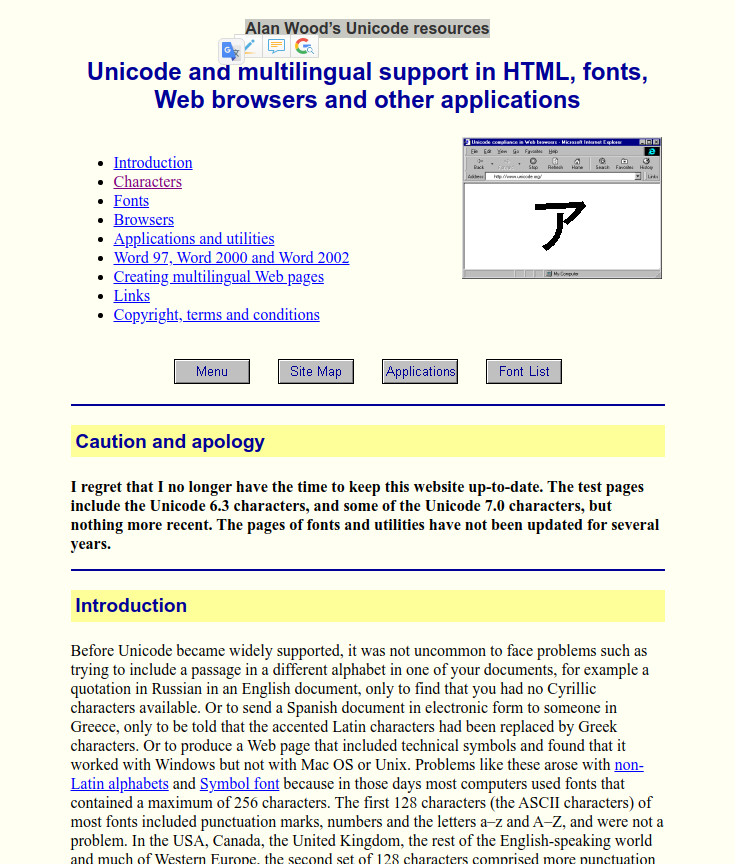 Alan Wood’s Unicode resources
Unicode and multilingual support in HTML, fonts,
Web browsers and other applications
Introduction
Characters
Fonts
Browsers
Applications and utilities
Word 97, Word 2000 and Word 2002
Creating multilingual Web pages
Links
Copyright, terms and conditions
Unicode compliance in Web browsers - Microsoft Internet Explorer
File Edit View Go Favorites Help
Back Stop Refresh Home Search Favorites History
Address http://www.unicode.org/ Links
ア
My Computer
Menu
Site Map
Applications
Font List
Caution and apology
I regret that I no longer have the time to keep this website up-to-date. The test pages
include the Unicode 6.3 characters, and some of the Unicode 7.0 characters, but
nothing more recent. The pages of fonts and utilities have not been updated for several
years.
Introduction
Before Unicode became widely supported, it was not uncommon to face problems such as
trying to include a passage in a different alphabet in one of your documents, for example a
quotation in Russian in an English document, only to find that you had no Cyrillic
characters available. Or to send a Spanish document in electronic form to someone in
Greece, only to be told that the accented Latin characters had been replaced by Greek
characters. Or to produce a Web page that included technical symbols and found that it
worked with Windows but not with Mac OS or Unix. Problems like these arose with non-
Latin alphabets and Symbol font because in those days most computers used fonts that
contained a maximum of 256 characters. The first 128 characters (the ASCII characters) of
most fonts included punctuation marks, numbers and the letters a–z and A–Z, and were not a
problem. In the USA, Canada, the United Kingdom, the rest of the English-speaking world
and much of Western Europe, the second set of 128 characters comprised more punctuation